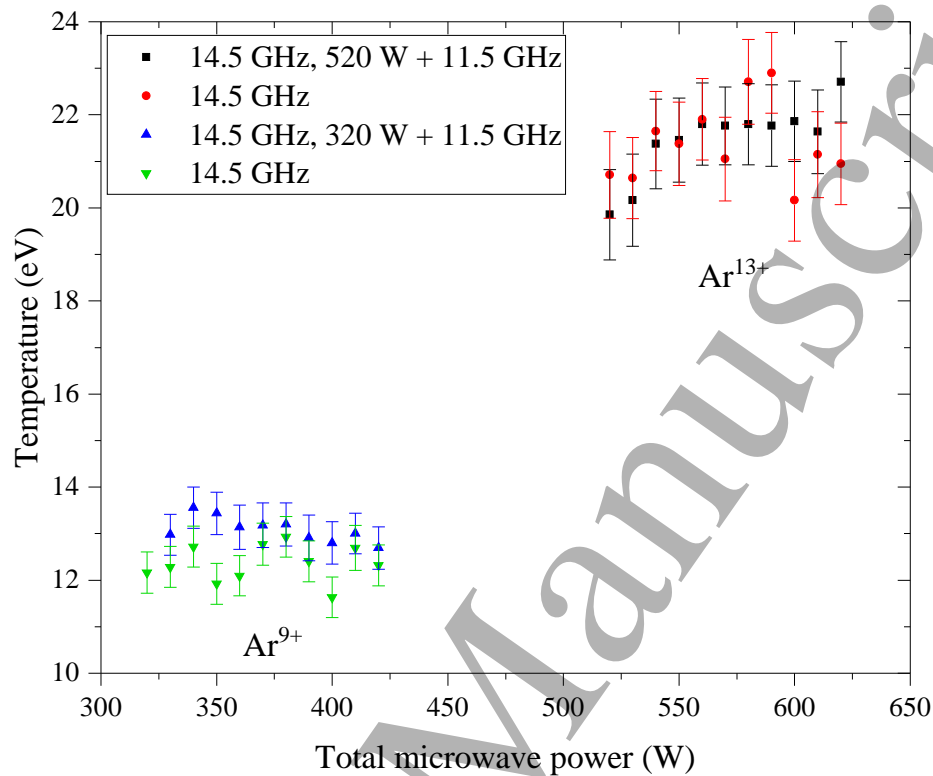 24
22
20
18
16
14
12
10
Temperature (eV)
14.5 GHz, 520 W + 11.5 GHz
14.5 GHz
14.5 GHz, 320 W + 11.5 GHz
14.5 GHz
Ar13+
Ar9+
300 350 400 450 500 550 600 650
Total microwave power (W)
Manuscri